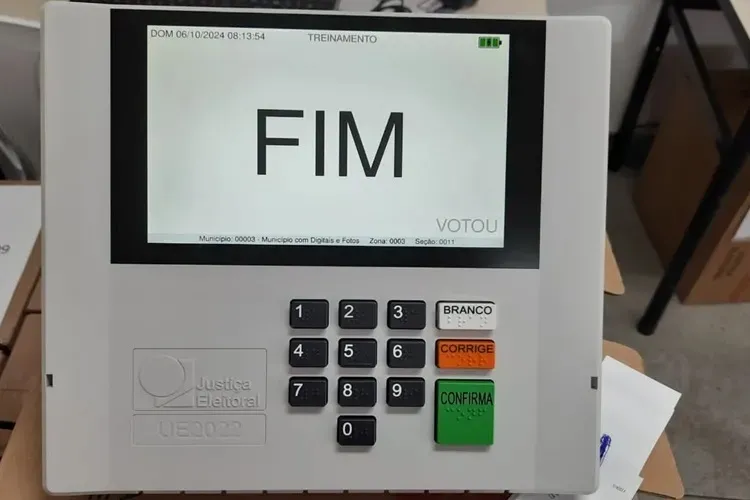 DOM 06/10/2024 08:13:54 TREINAMENTO
FIM
VOTOU
Município: 00003 - Município com Digitais e Fotos Zona: 0003 Seção: 0011
1 2 3 BRANCO
4 5 6 CORRIGE
7 8 9 CONFIRMA
0
Justiça
Eleitoral
UE2022